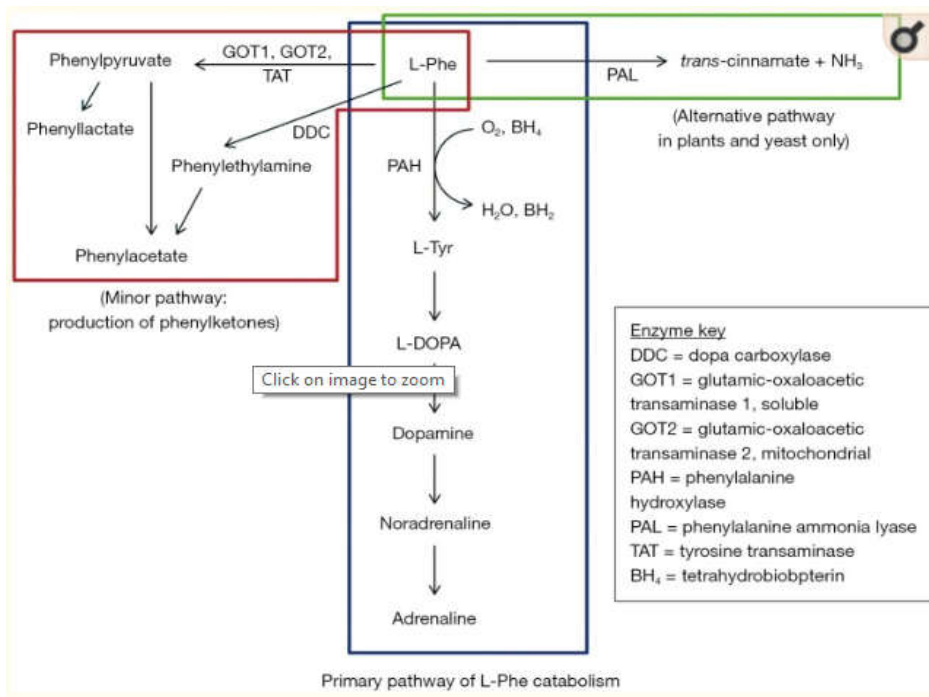 Phenylpyruvate
GOT1, GOT2,
TAT
L-Phe
PAL
trans-cinnamate + NH₃
(Alternative pathway
in plants and yeast only)
Phenyllactate
DDC
Phenylethylamine
PAH
O₂, BH₄
H₂O, BH₂
Phenylacetate
(Minor pathway:
production of phenylketones)
L-Tyr
L-DOPA
Click on image to zoom
Dopamine
Noradrenaline
Adrenaline
Enzyme key
DDC = dopa carboxylase
GOT1 = glutamic-oxaloacetic
transaminase 1, soluble
GOT2 = glutamic-oxaloacetic
transaminase 2, mitochondrial
PAH = phenylalanine
hydroxylase
PAL = phenylalanine ammonia lyase
TAT = tyrosine transaminase
BH₄ = tetrahydrobiobpterin
Primary pathway of L-Phe catabolism